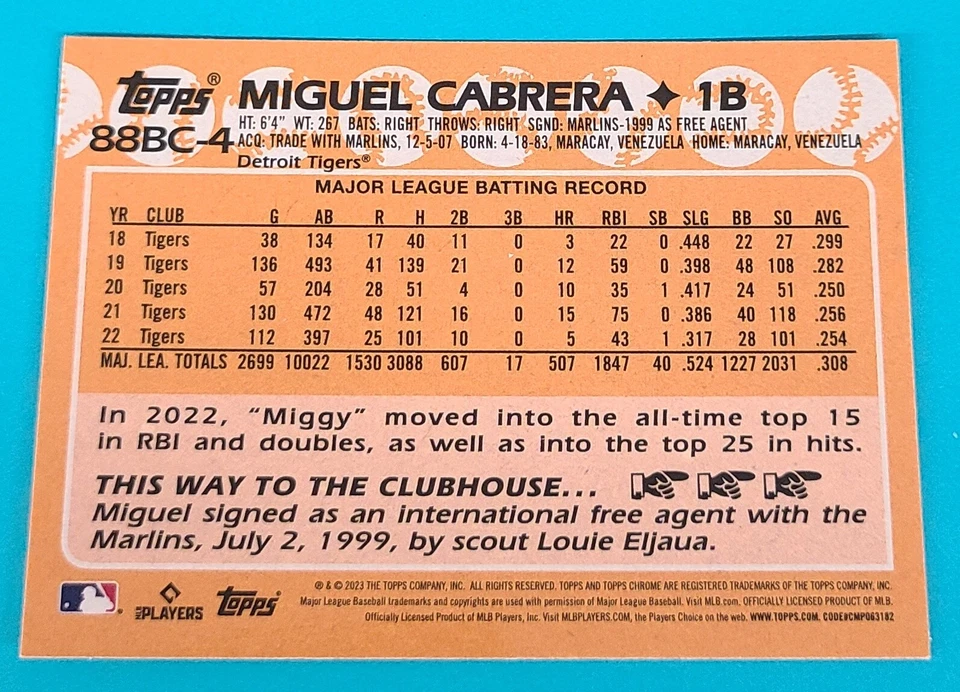 Topps®
MIGUEL CABRERA ✦ 1B
88BC-4
HT: 6'4" WT: 267 BATS: RIGHT THROWS: RIGHT SGND: MARLINS-1999 AS FREE AGENT
ACQ: TRADE WITH MARLINS, 12-5-07 BORN: 4-18-83, MARACAY, VENEZUELA HOME: MARACAY, VENEZUELA
Detroit Tigers®
MAJOR LEAGUE BATTING RECORD
YR CLUB G AB R H 2B 3B HR RBI SB SLG BB SO AVG
18 Tigers 38 134 17 40 11 0 3 22 0 .448 22 27 .299
19 Tigers 136 493 41 139 21 0 12 59 0 .398 48 108 .282
20 Tigers 57 204 28 51 4 0 10 35 1 .417 24 51 .250
21 Tigers 130 472 48 121 16 0 15 75 0 .386 40 118 .256
22 Tigers 112 397 25 101 10 0 5 43 1 .317 28 101 .254
MAJ. LEA. TOTALS 2699 10022 1530 3088 607 17 507 1847 40 .524 1227 2031 .308
In 2022, “Miggy” moved into the all-time top 15
in RBI and doubles, as well as into the top 25 in hits.
THIS WAY TO THE CLUBHOUSE...
Miguel signed as an international free agent with the
Marlins, July 2, 1999, by scout Louie Eljaua.
MLB PLAYERS
Topps®
® & © 2023 THE TOPPS COMPANY, INC. ALL RIGHTS RESERVED. TOPPS AND TOPPS CHROME ARE REGISTERED TRADEMARKS OF THE TOPPS COMPANY, INC.
Major League Baseball trademarks and copyrights are used with permission of Major League Baseball. Visit MLB.com. OFFICIALLY LICENSED PRODUCT OF MLB.
Officially Licensed Product of MLB Players, Inc. Visit MLBPLAYERS.COM, the Players Choice on the web. WWW.TOPPS.COM. CODE#CMP063182